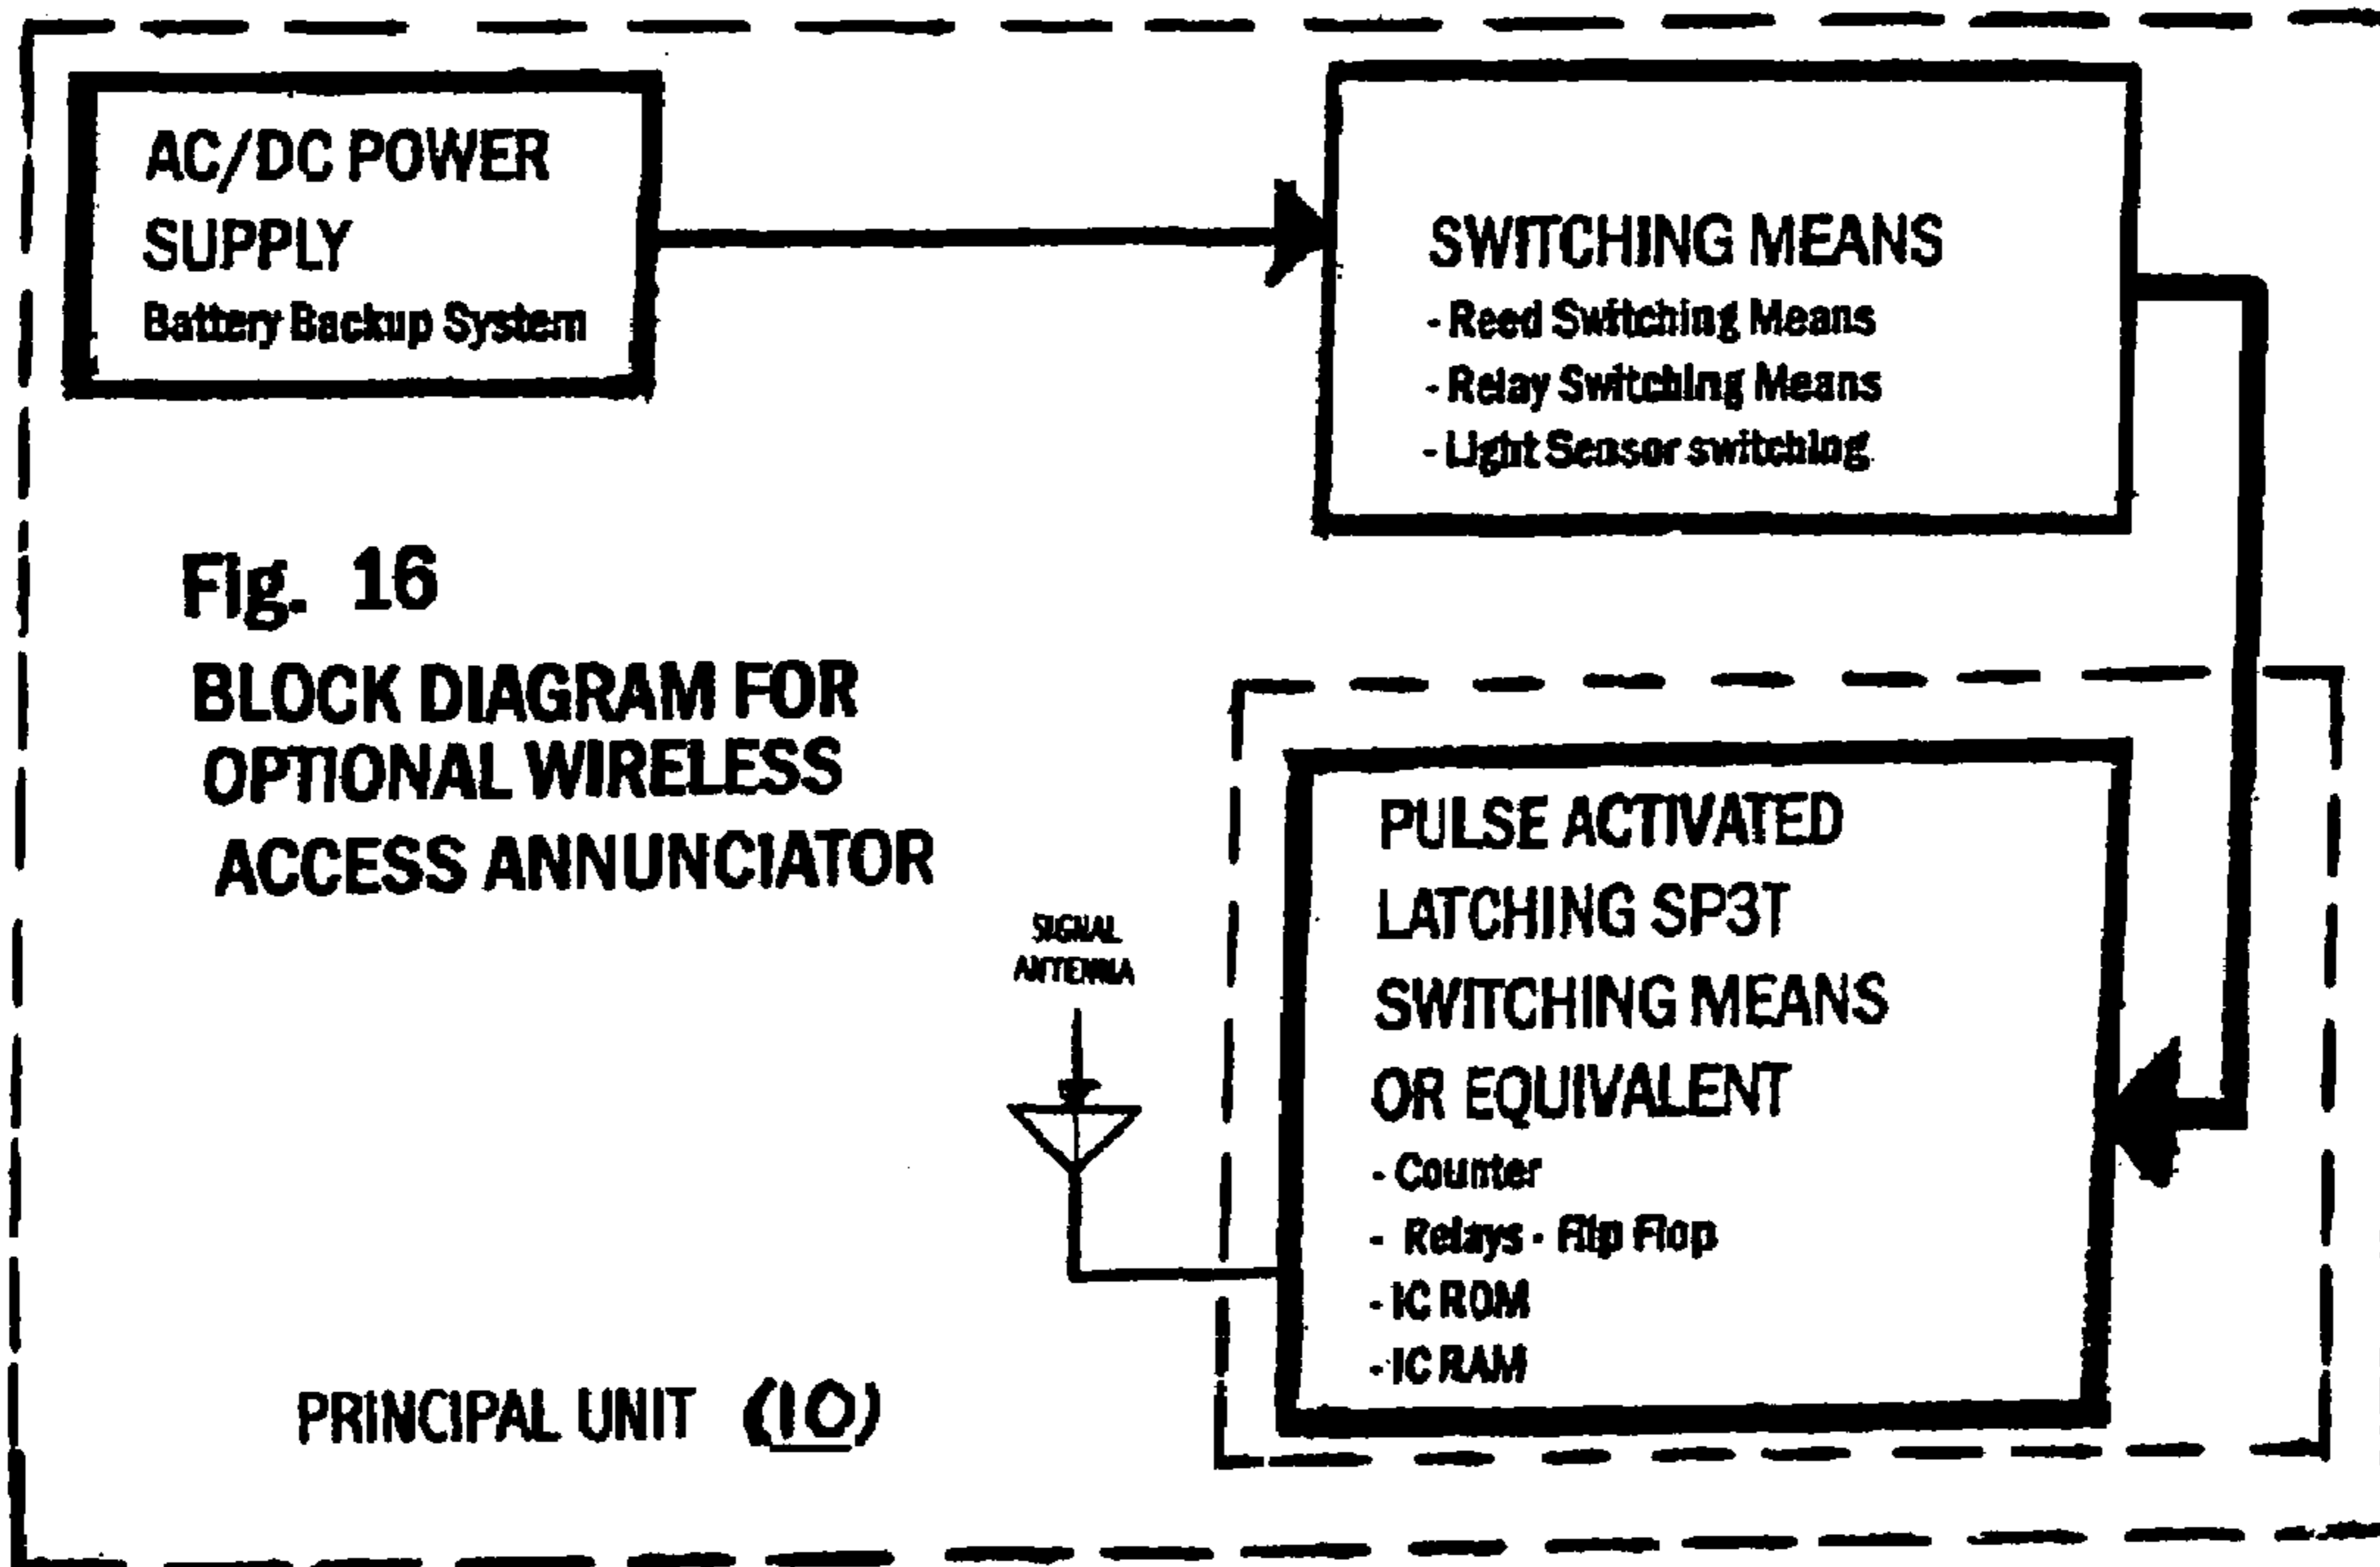 AC/DC POWER
SUPPLY
Battery Backup System
SWITCHING MEANS
- Reed Switching Means
- Relay Switching Means
- Light Sensor switching
Fig. 16
BLOCK DIAGRAM FOR
OPTIONAL WIRELESS
ACCESS ANNUNCIATOR
SIGNAL
ANTENNA
PULSE ACTIVATED
LATCHING SP3T
SWITCHING MEANS
OR EQUIVALENT
- Counter
- Relays - Flip Flop
- IC ROM
- IC RAM
PRINCIPAL UNIT (10)